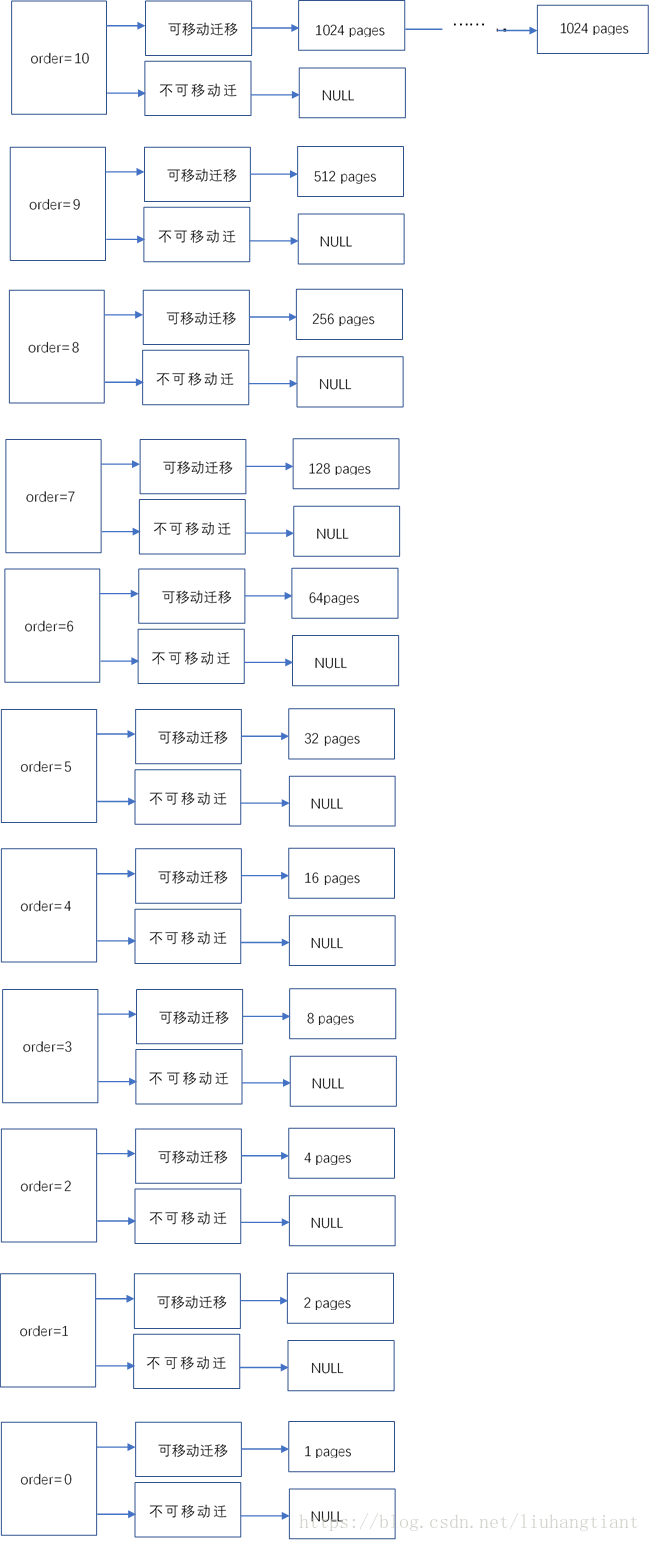 可移动迁移
1024 pages
……
1024 pages
order=10
不可移动迁
NULL
可移动迁移
512 pages
order=9
不可移动迁
NULL
可移动迁移
256 pages
order=8
不可移动迁
NULL
可移动迁移
128 pages
order=7
不可移动迁
NULL
可移动迁移
64pages
order=6
不可移动迁
NULL
可移动迁移
32 pages
order=5
不可移动迁
NULL
可移动迁移
16 pages
order=4
不可移动迁
NULL
可移动迁移
8 pages
order=3
不可移动迁
NULL
可移动迁移
4 pages
order=2
不可移动迁
NULL
可移动迁移
2 pages
order=1
不可移动迁
NULL
可移动迁移
1 pages
order=0
不可移动迁
NULL
https://blog.csdn.net/liuhangtiant